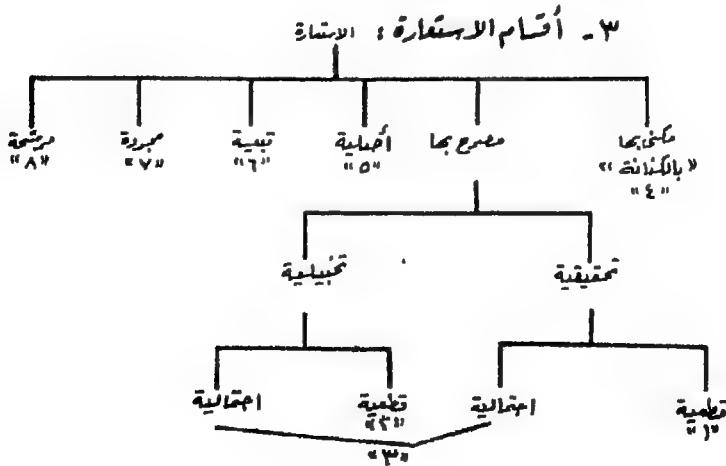 ٣ - أقسام الاستعارة : الاستعارة
مكنى بها مصرح بها أصلية تبعية مجردة مرشحة
«بالكناية» «٥» «٦» «٧» «٨»
«٤»
تحقيقية تخييلية
قطعية احتمالية قطعية احتمالية
«١» «٢»
«٣»